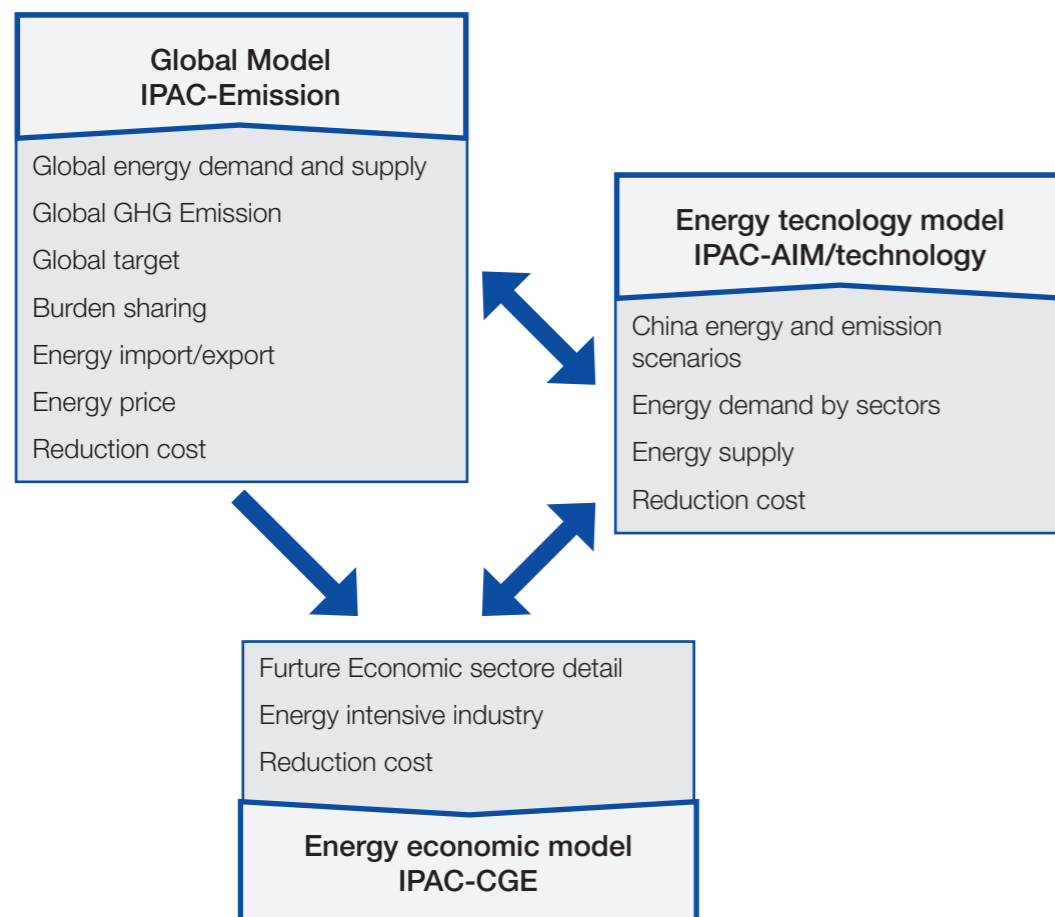 Global Model
IPAC-Emission
Global energy demand and supply
Global GHG Emission
Global target
Burden sharing
Energy import/export
Energy price
Reduction cost
Energy tecnology model
IPAC-AIM/technology
China energy and emission
scenarios
Energy demand by sectors
Energy supply
Reduction cost
Furture Economic sectore detail
Energy intensive industry
Reduction cost
Energy economic model
IPAC-CGE